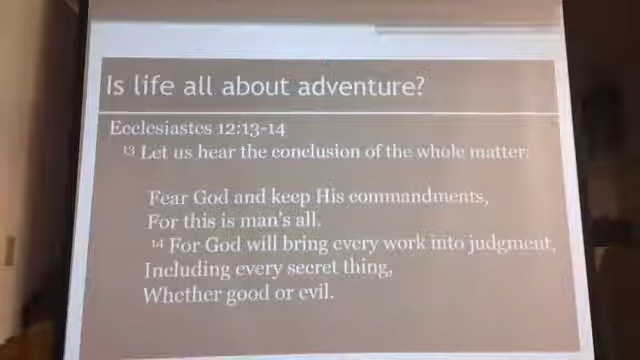 Is life all about adventure?
Ecclesiastes 12:13-14
13 Let us hear the conclusion of the whole matter:
Fear God and keep His commandments,
For this is man's all.
14 For God will bring every work into judgment,
Including every secret thing,
Whether good or evil.